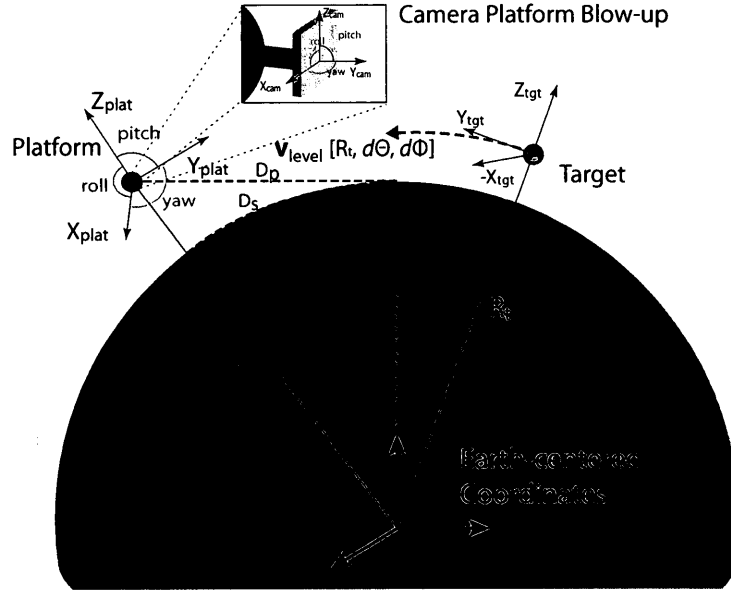 Camera Platform Blow-up
Zcam
pitch
roll
yaw
Xcam
Ycam
Zplat
pitch
Platform
Yplat
roll
yaw
Xplat
vlevel [Rt, dΘ, dΦ]
Dp
Ds
Ztgt
Ytgt
-Xtgt
Target
Earth-centered
Coordinates